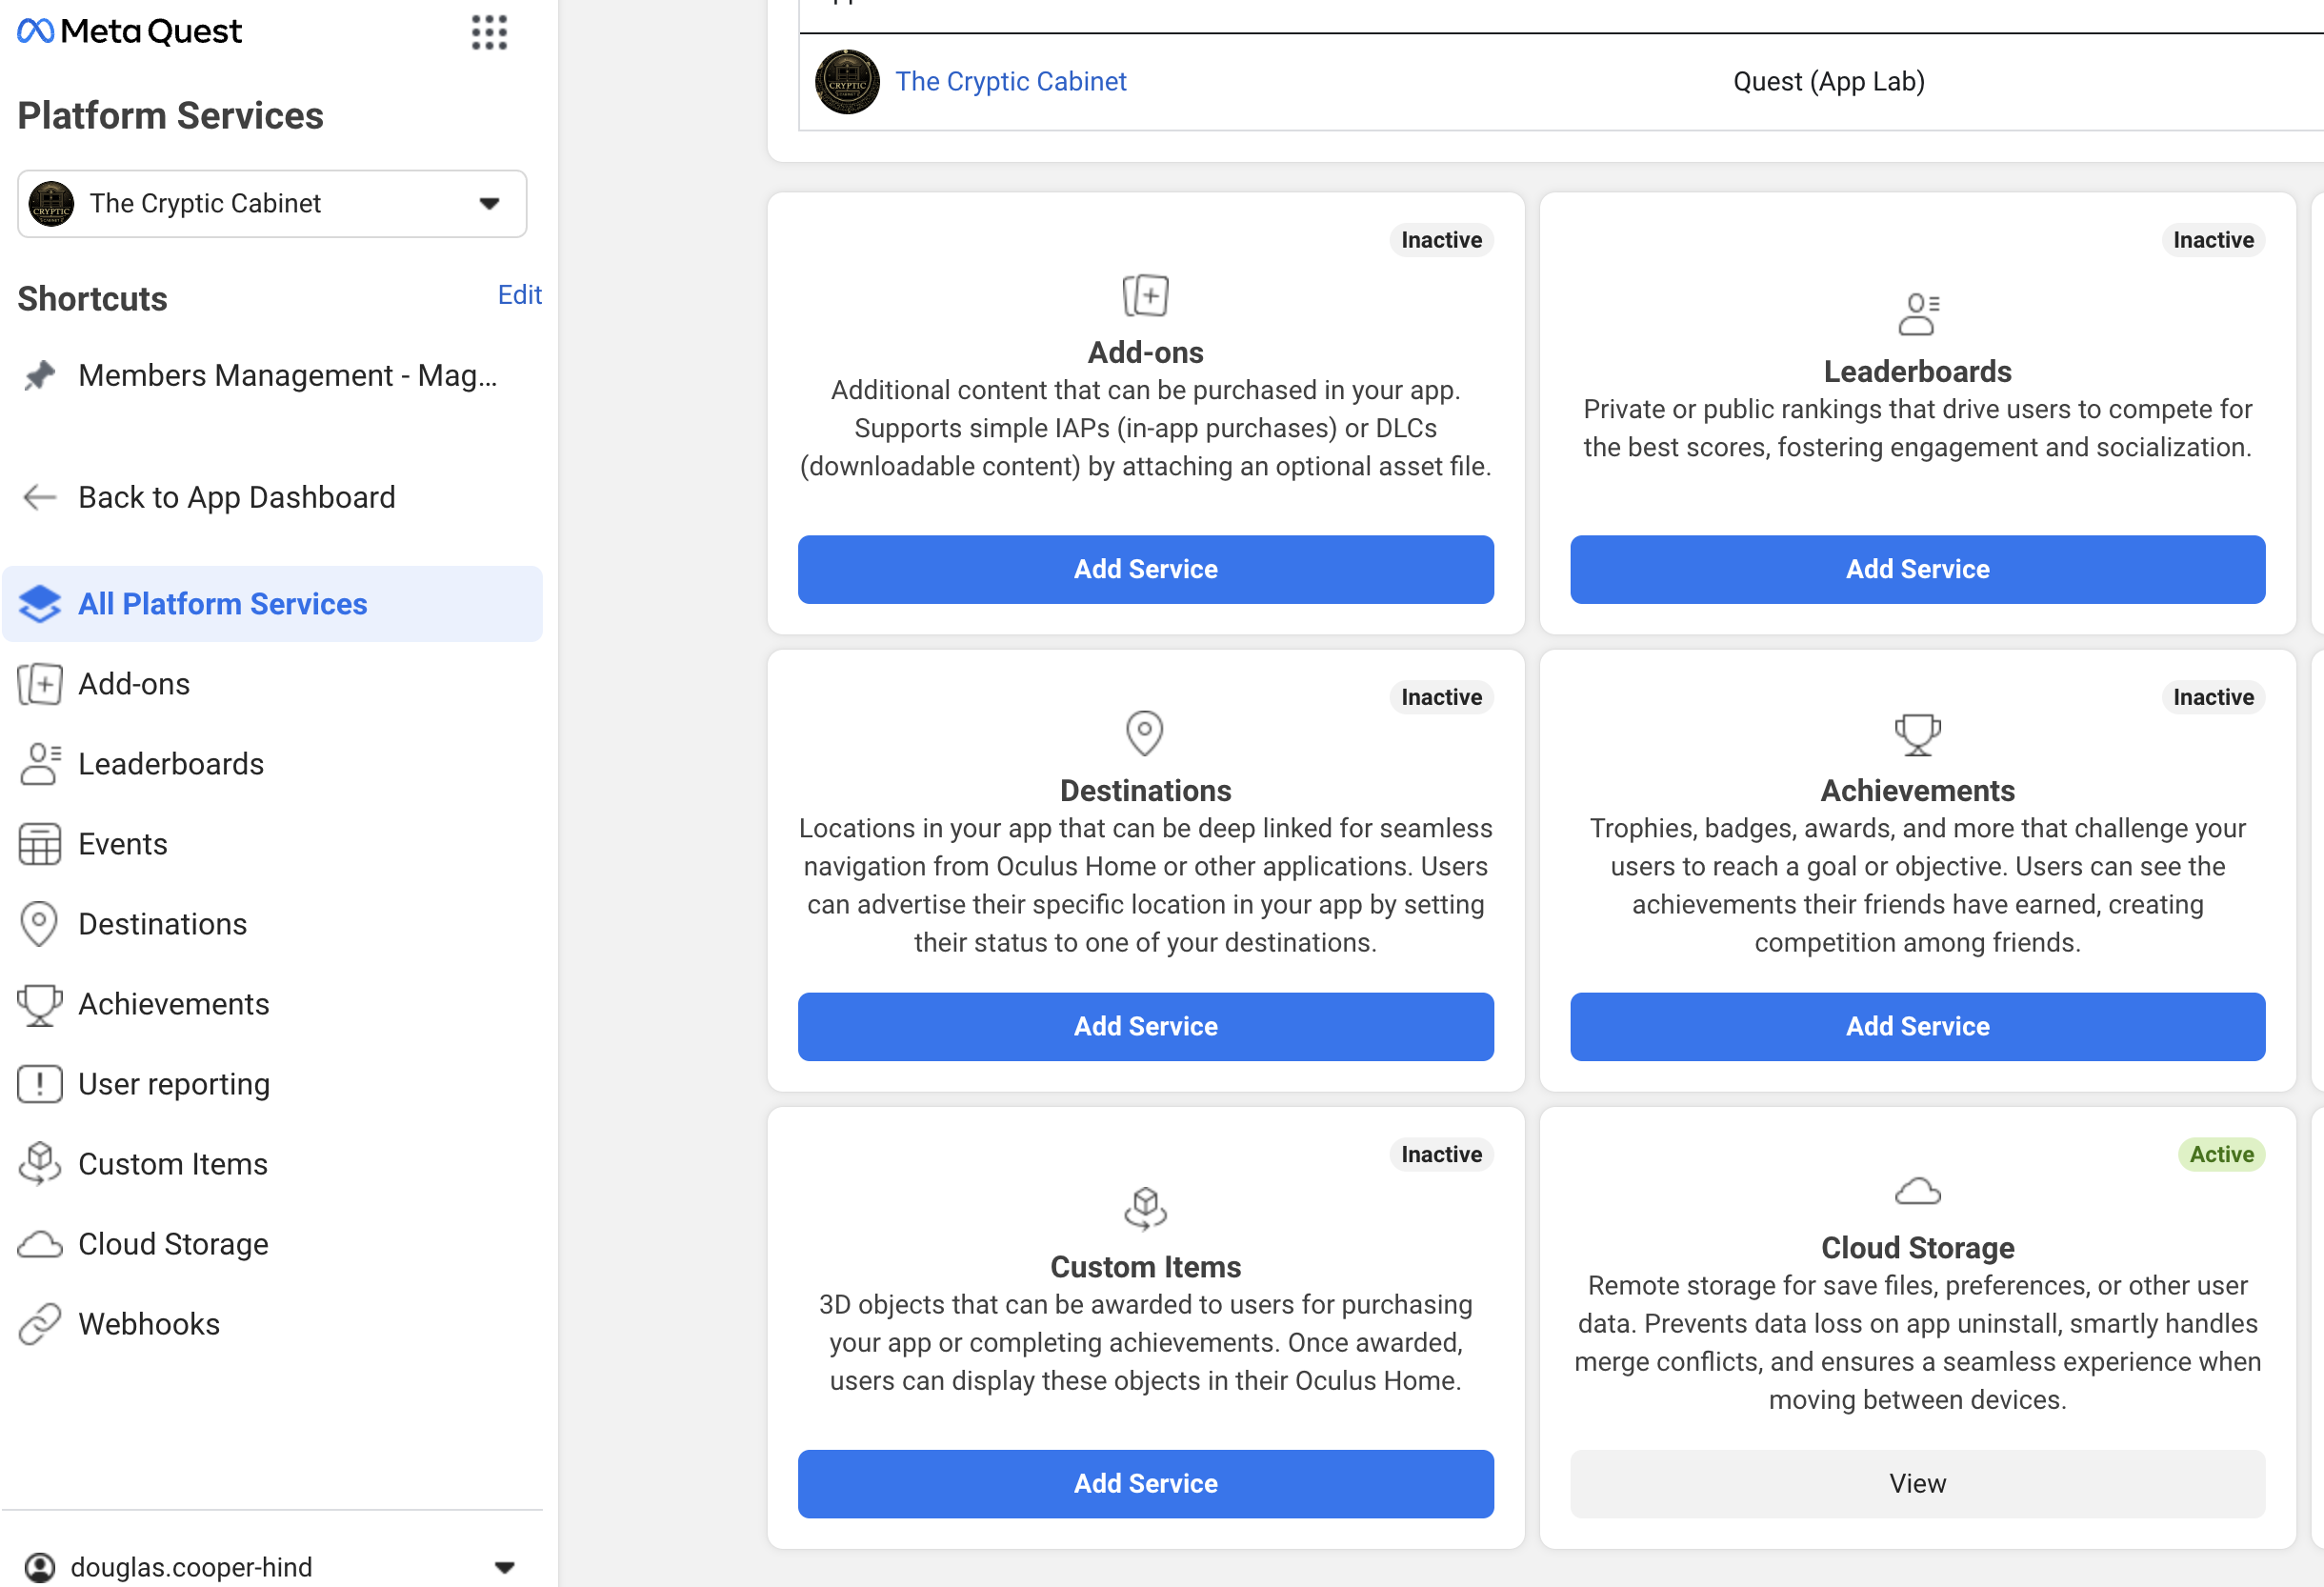 Meta Quest
Platform Services
The Cryptic Cabinet
Shortcuts
Edit
Members Management - Mag...
Back to App Dashboard
All Platform Services
Add-ons
Leaderboards
Events
Destinations
Achievements
User reporting
Custom Items
Cloud Storage
Webhooks
douglas.cooper-hind
CRYPTIC
The Cryptic Cabinet
Quest (App Lab)
Inactive
Add-ons
Additional content that can be purchased in your app.
Supports simple IAPs (in-app purchases) or DLCs
(downloadable content) by attaching an optional asset file.
Add Service
Inactive
Leaderboards
Private or public rankings that drive users to compete for
the best scores, fostering engagement and socialization.
Add Service
Inactive
Destinations
Locations in your app that can be deep linked for seamless
navigation from Oculus Home or other applications. Users
can advertise their specific location in your app by setting
their status to one of your destinations.
Add Service
Inactive
Achievements
Trophies, badges, awards, and more that challenge your
users to reach a goal or objective. Users can see the
achievements their friends have earned, creating
competition among friends.
Add Service
Inactive
Custom Items
3D objects that can be awarded to users for purchasing
your app or completing achievements. Once awarded,
users can display these objects in their Oculus Home.
Add Service
Active
Cloud Storage
Remote storage for save files, preferences, or other user
data. Prevents data loss on app uninstall, smartly handles
merge conflicts, and ensures a seamless experience when
moving between devices.
View